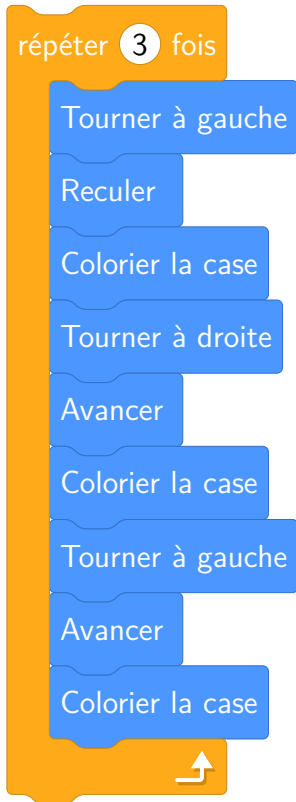 répéter 3 fois
Tourner à gauche
Reculer
Colorier la case
Tourner à droite
Avancer
Colorier la case
Tourner à gauche
Avancer
Colorier la case